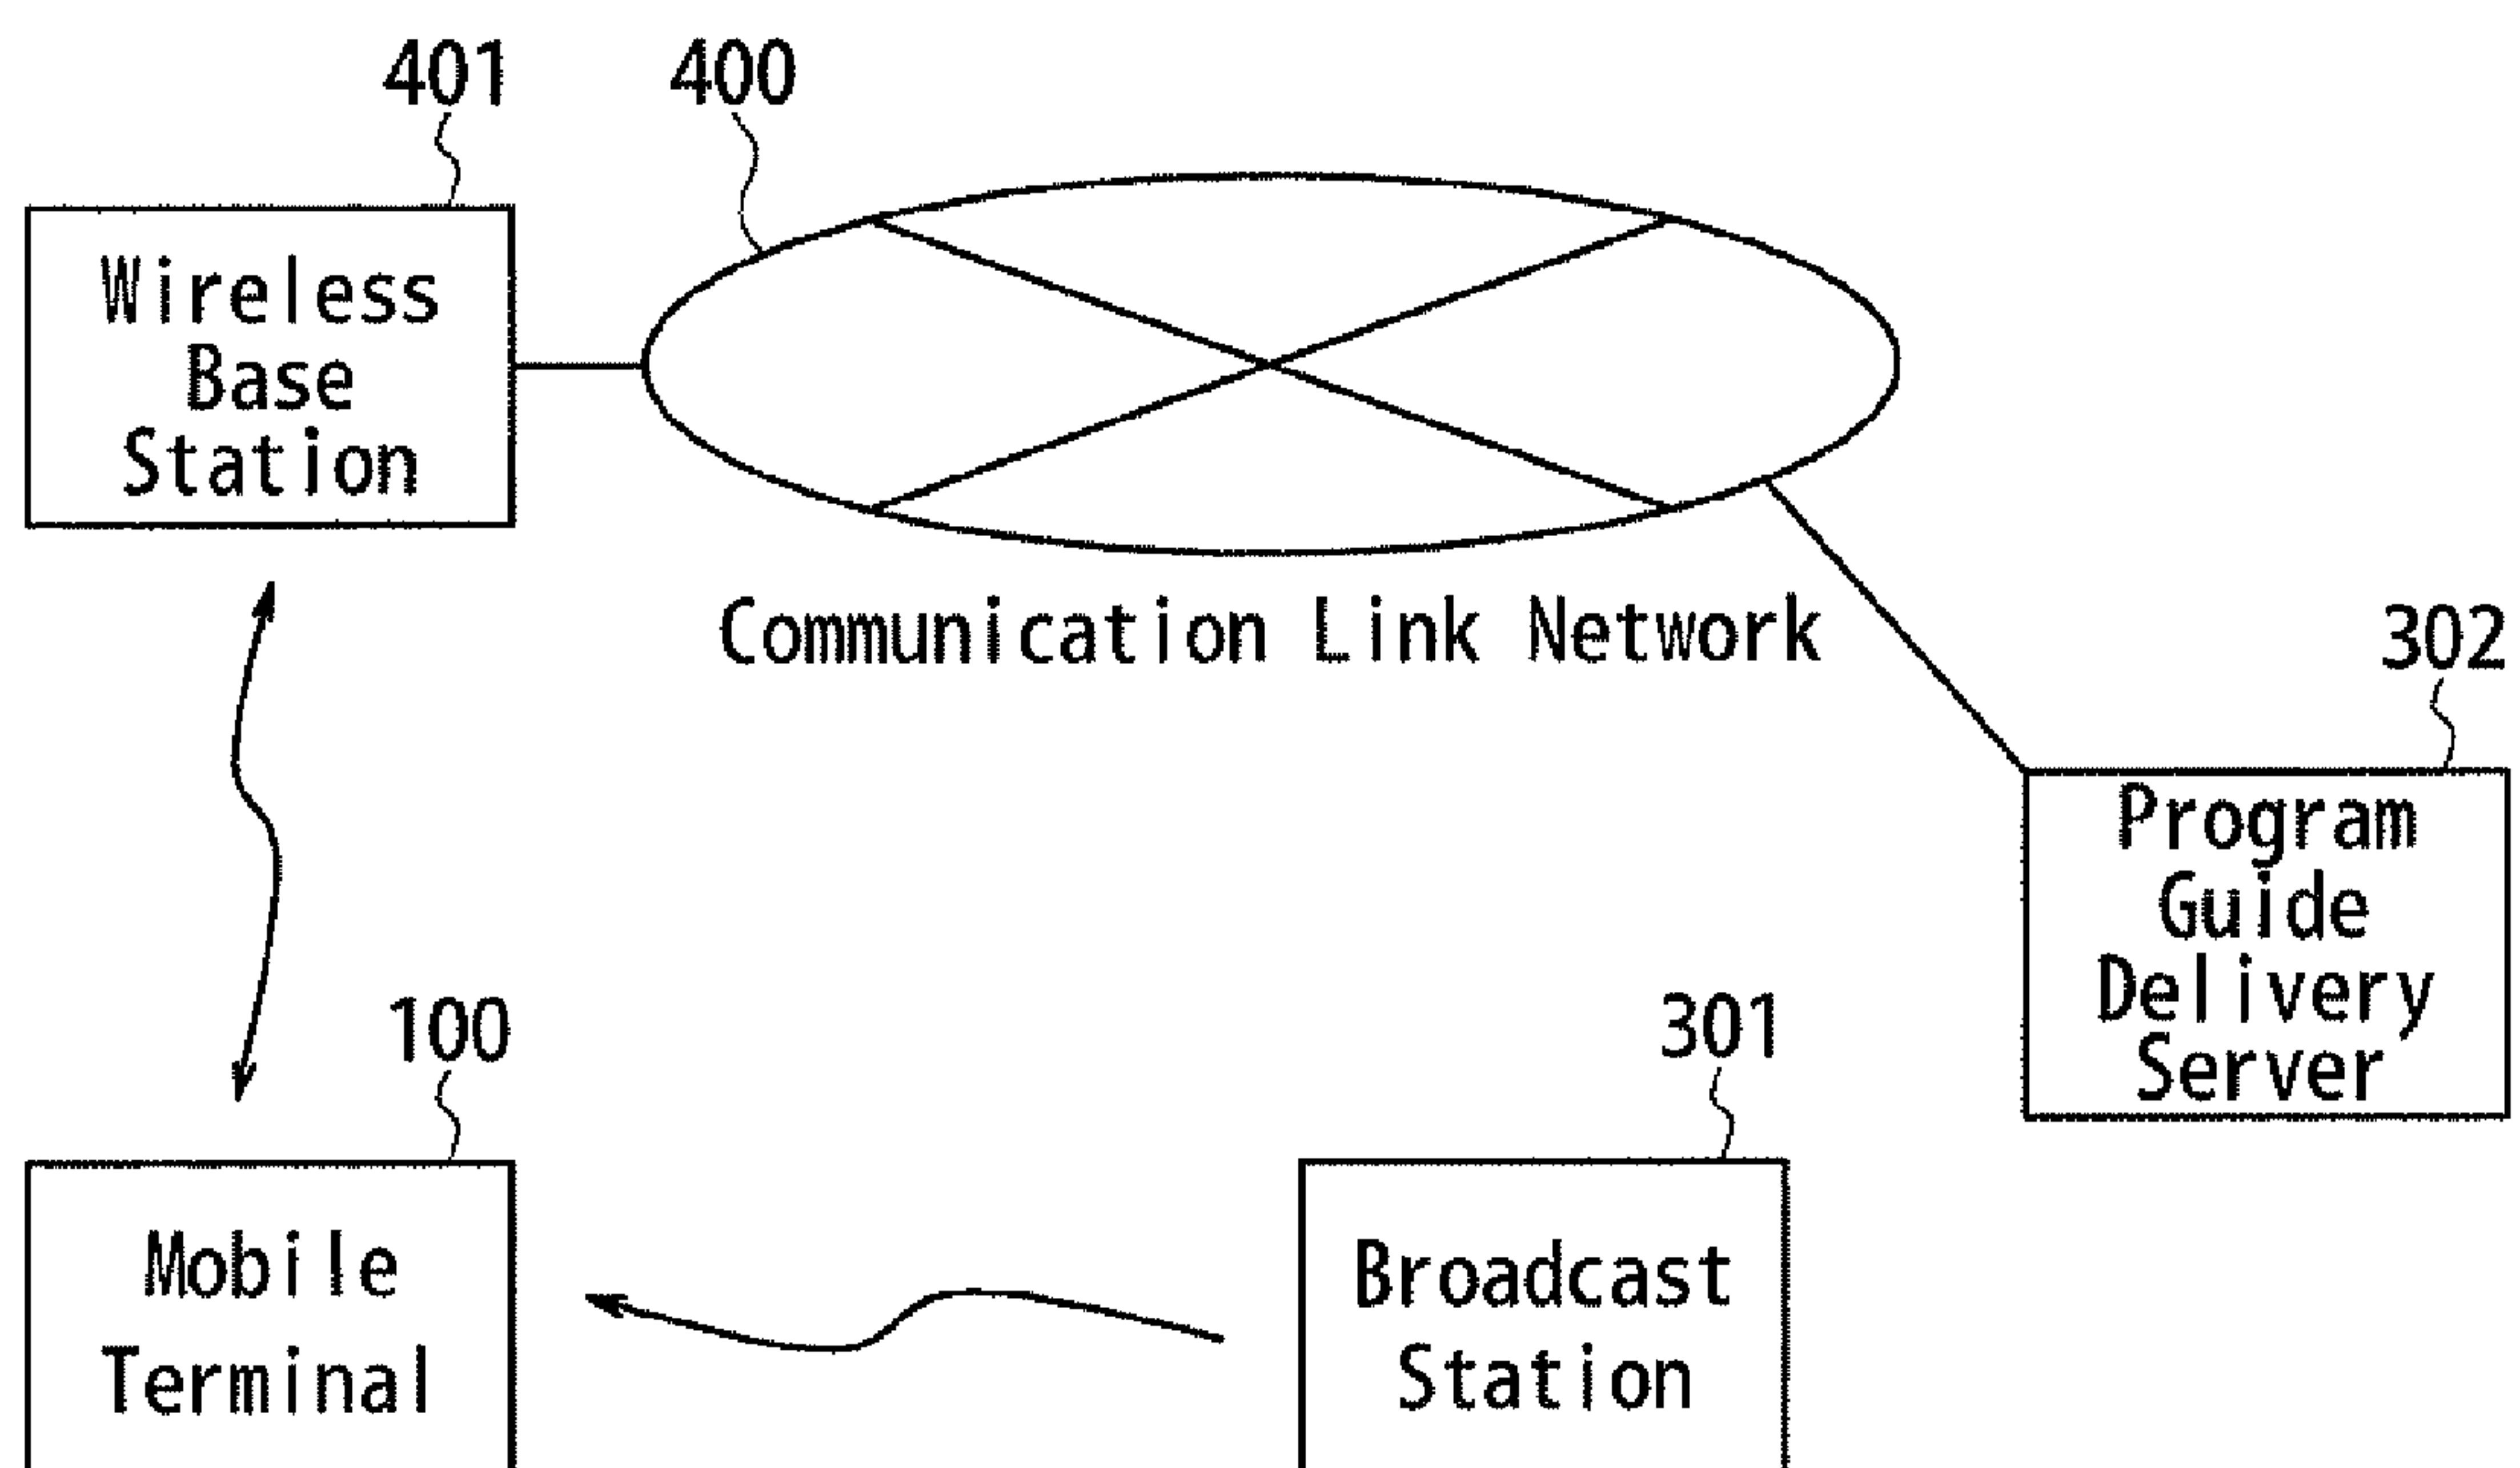 401
400
Wireless
Base
Station
Communication Link Network
302
Program
Guide
Delivery
Server
100
301
Mobile
Terminal
Broadcast
Station